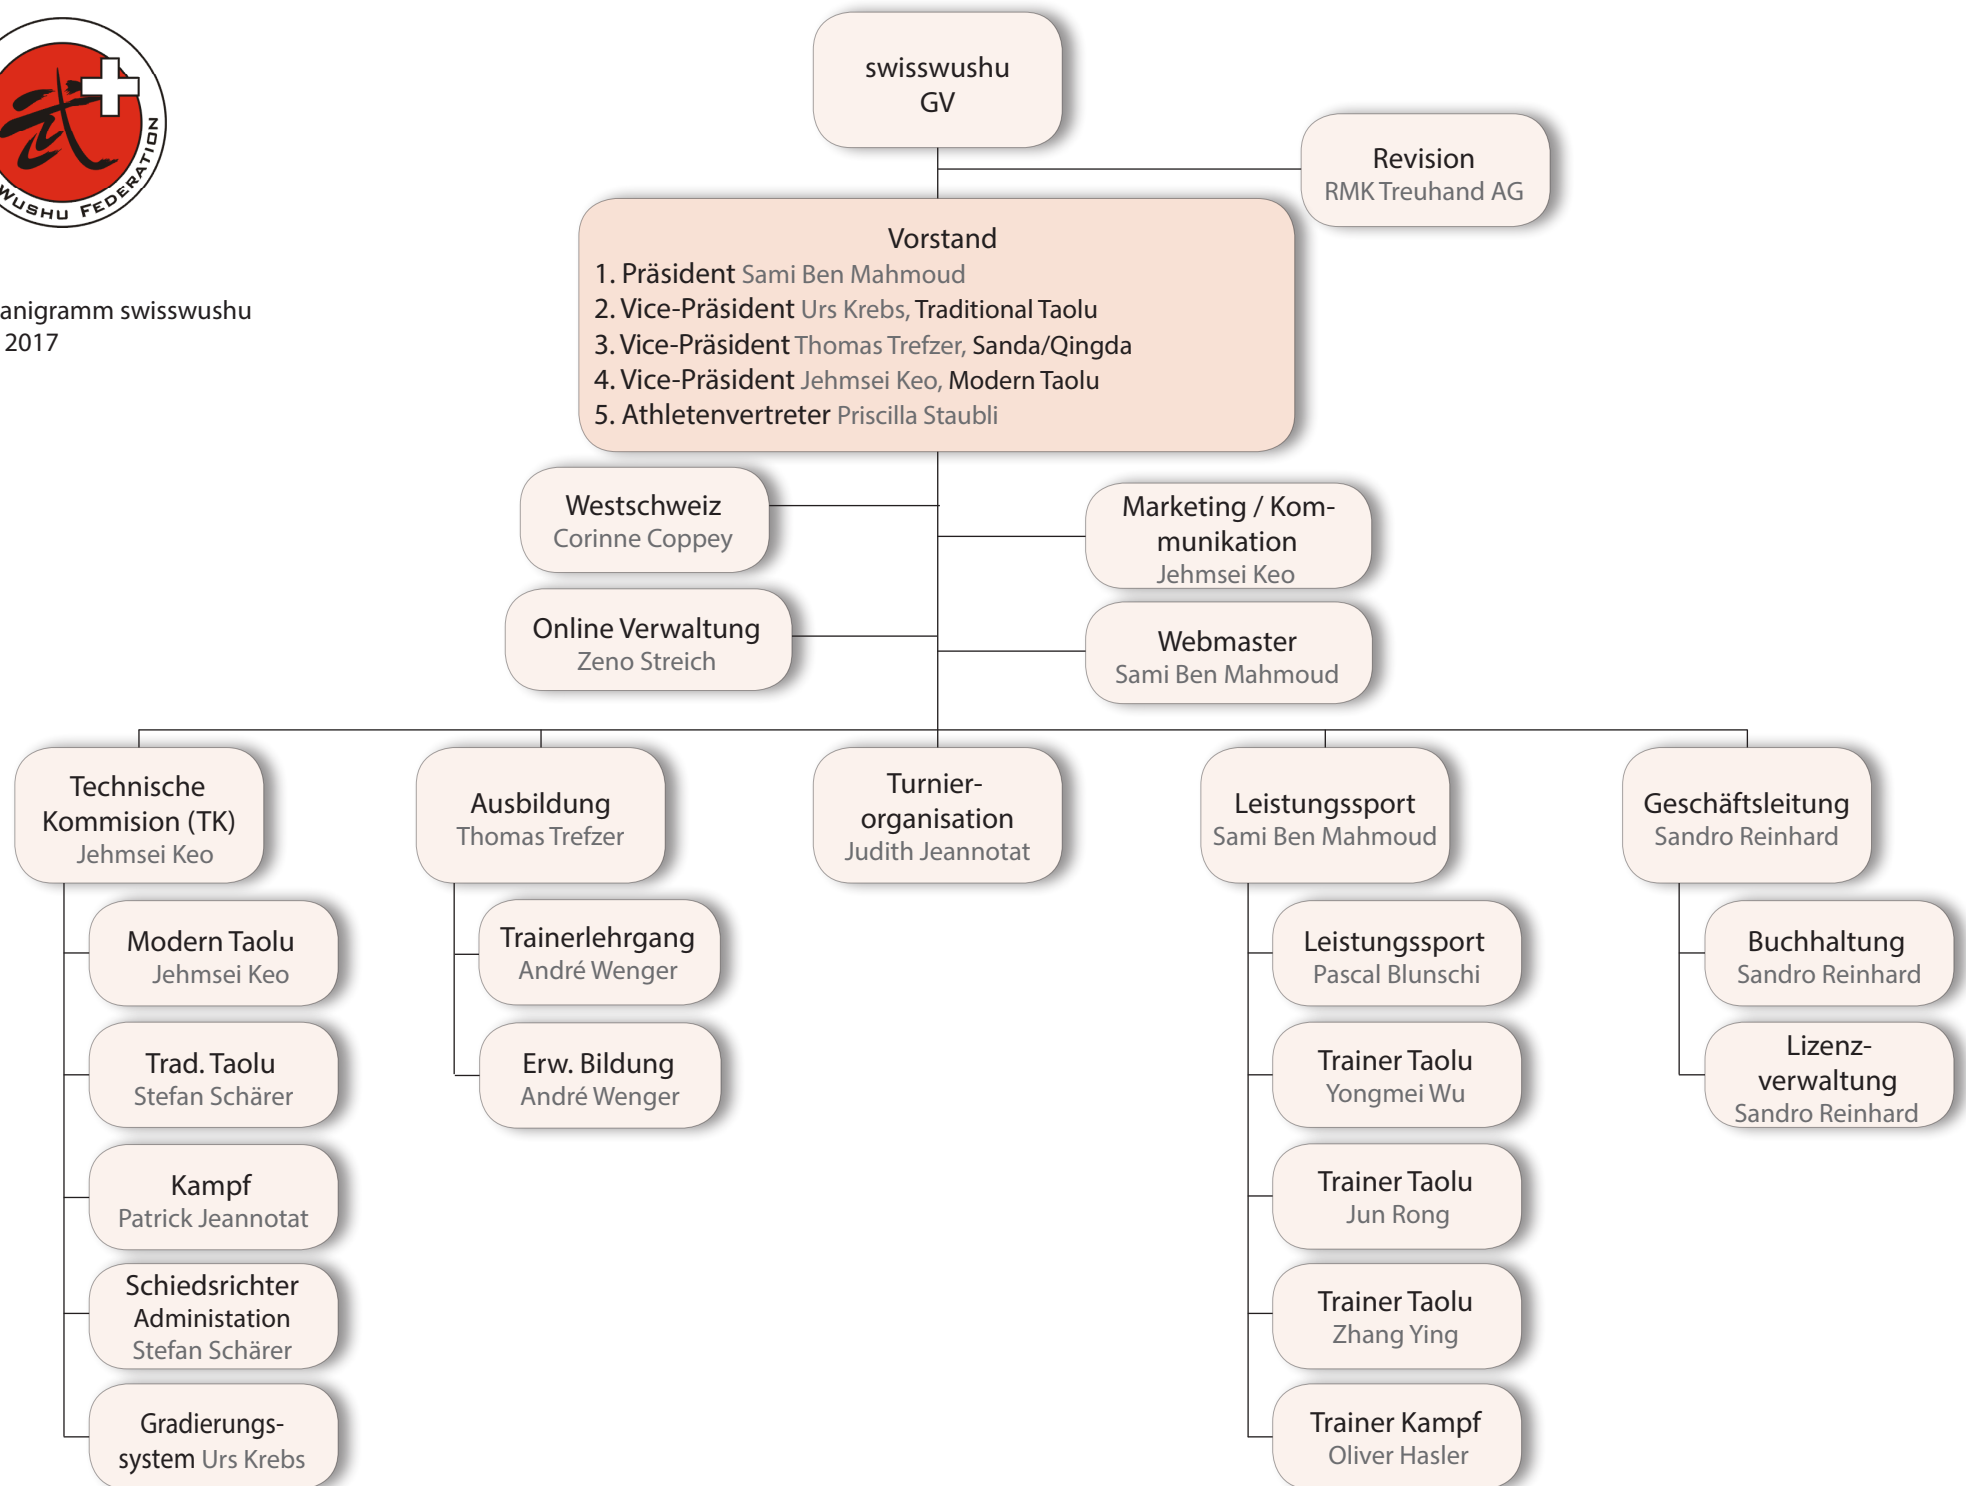 WUSHU FEDERATION
anigramm swisswushu
2017
swisswushu
GV
Revision
RMK Treuhand AG
Vorstand
1. Präsident Sami Ben Mahmoud
2. Vice-Präsident Urs Krebs, Traditional Taolu
3. Vice-Präsident Thomas Trefzer, Sanda/Qingda
4. Vice-Präsident Jehmsei Keo, Modern Taolu
5. Athletenvertreter Priscilla Staubli
Westschweiz
Corinne Coppey
Marketing / Kom-
munikation
Jehmsei Keo
Online Verwaltung
Zeno Streich
Webmaster
Sami Ben Mahmoud
Technische
Kommision (TK)
Jehmsei Keo
Ausbildung
Thomas Trefzer
Turnier-
organisation
Judith Jeannotat
Leistungssport
Sami Ben Mahmoud
Geschäftsleitung
Sandro Reinhard
Modern Taolu
Jehmsei Keo
Trad. Taolu
Stefan Schärer
Kampf
Patrick Jeannotat
Schiedsrichter
Administation
Stefan Schärer
Gradierungs-
system Urs Krebs
Trainerlehrgang
André Wenger
Erw. Bildung
André Wenger
Leistungssport
Pascal Blunschi
Trainer Taolu
Yongmei Wu
Trainer Taolu
Jun Rong
Trainer Taolu
Zhang Ying
Trainer Kampf
Oliver Hasler
Buchhaltung
Sandro Reinhard
Lizenz-
verwaltung
Sandro Reinhard